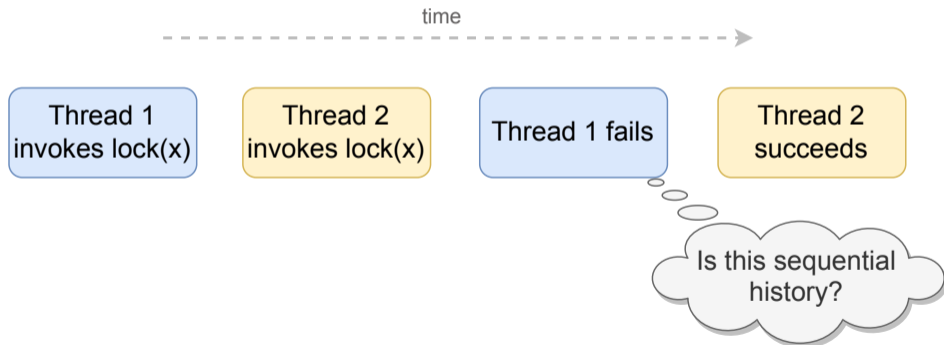 time
Thread 1
invokes lock(x)
Thread 2
invokes lock(x)
Thread 1 fails
Thread 2
succeeds
Is this sequential
history?